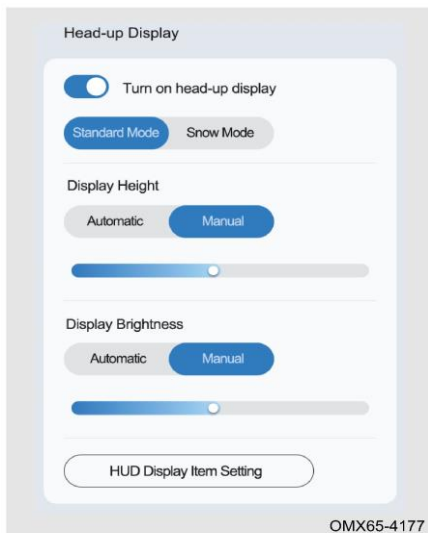 Head-up Display
Turn on head-up display
Standard Mode Snow Mode
Display Height
Automatic Manual
Display Brightness
Automatic Manual
HUD Display Item Setting
OMX65-4177